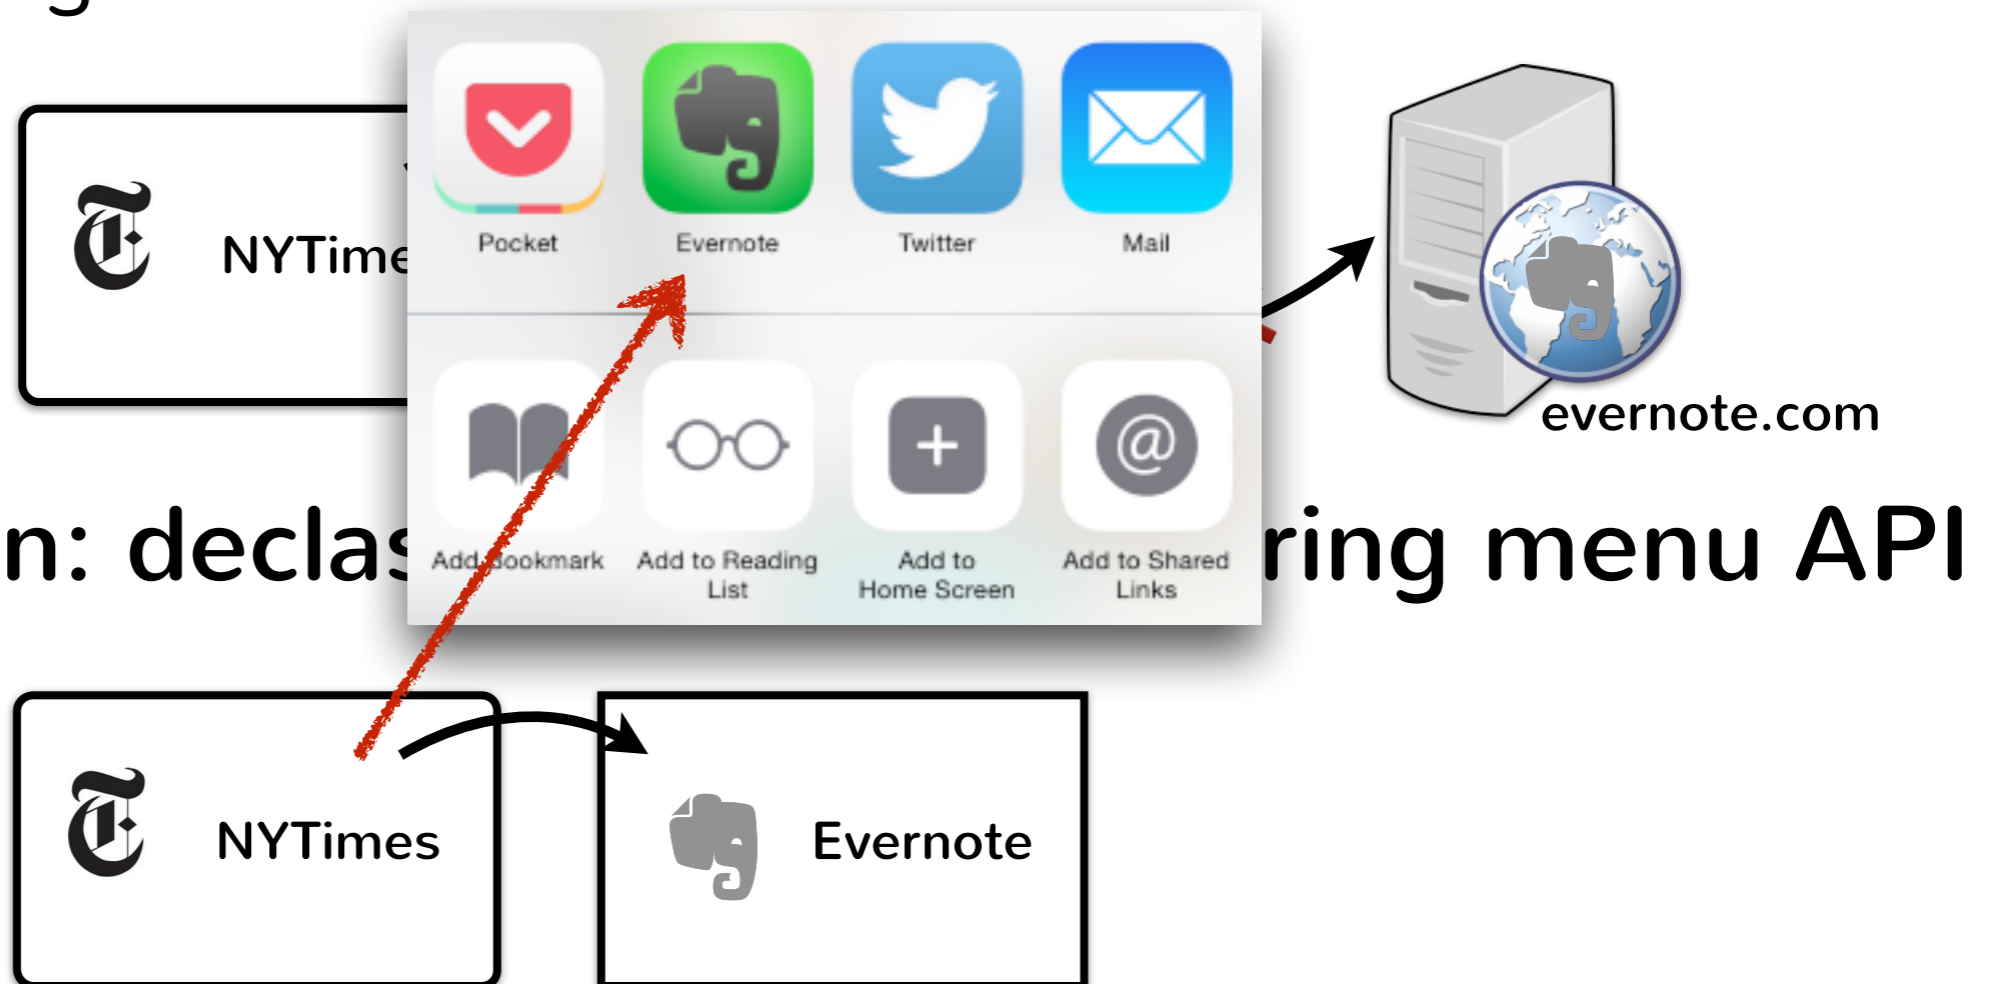 g
NYTime
Pocket
Evernote
Twitter
Mail
evernote.com
n: declas
ring menu API
Add Bookmark
Add to Reading
List
Add to
Home Screen
Add to Shared
Links
NYTimes
Evernote